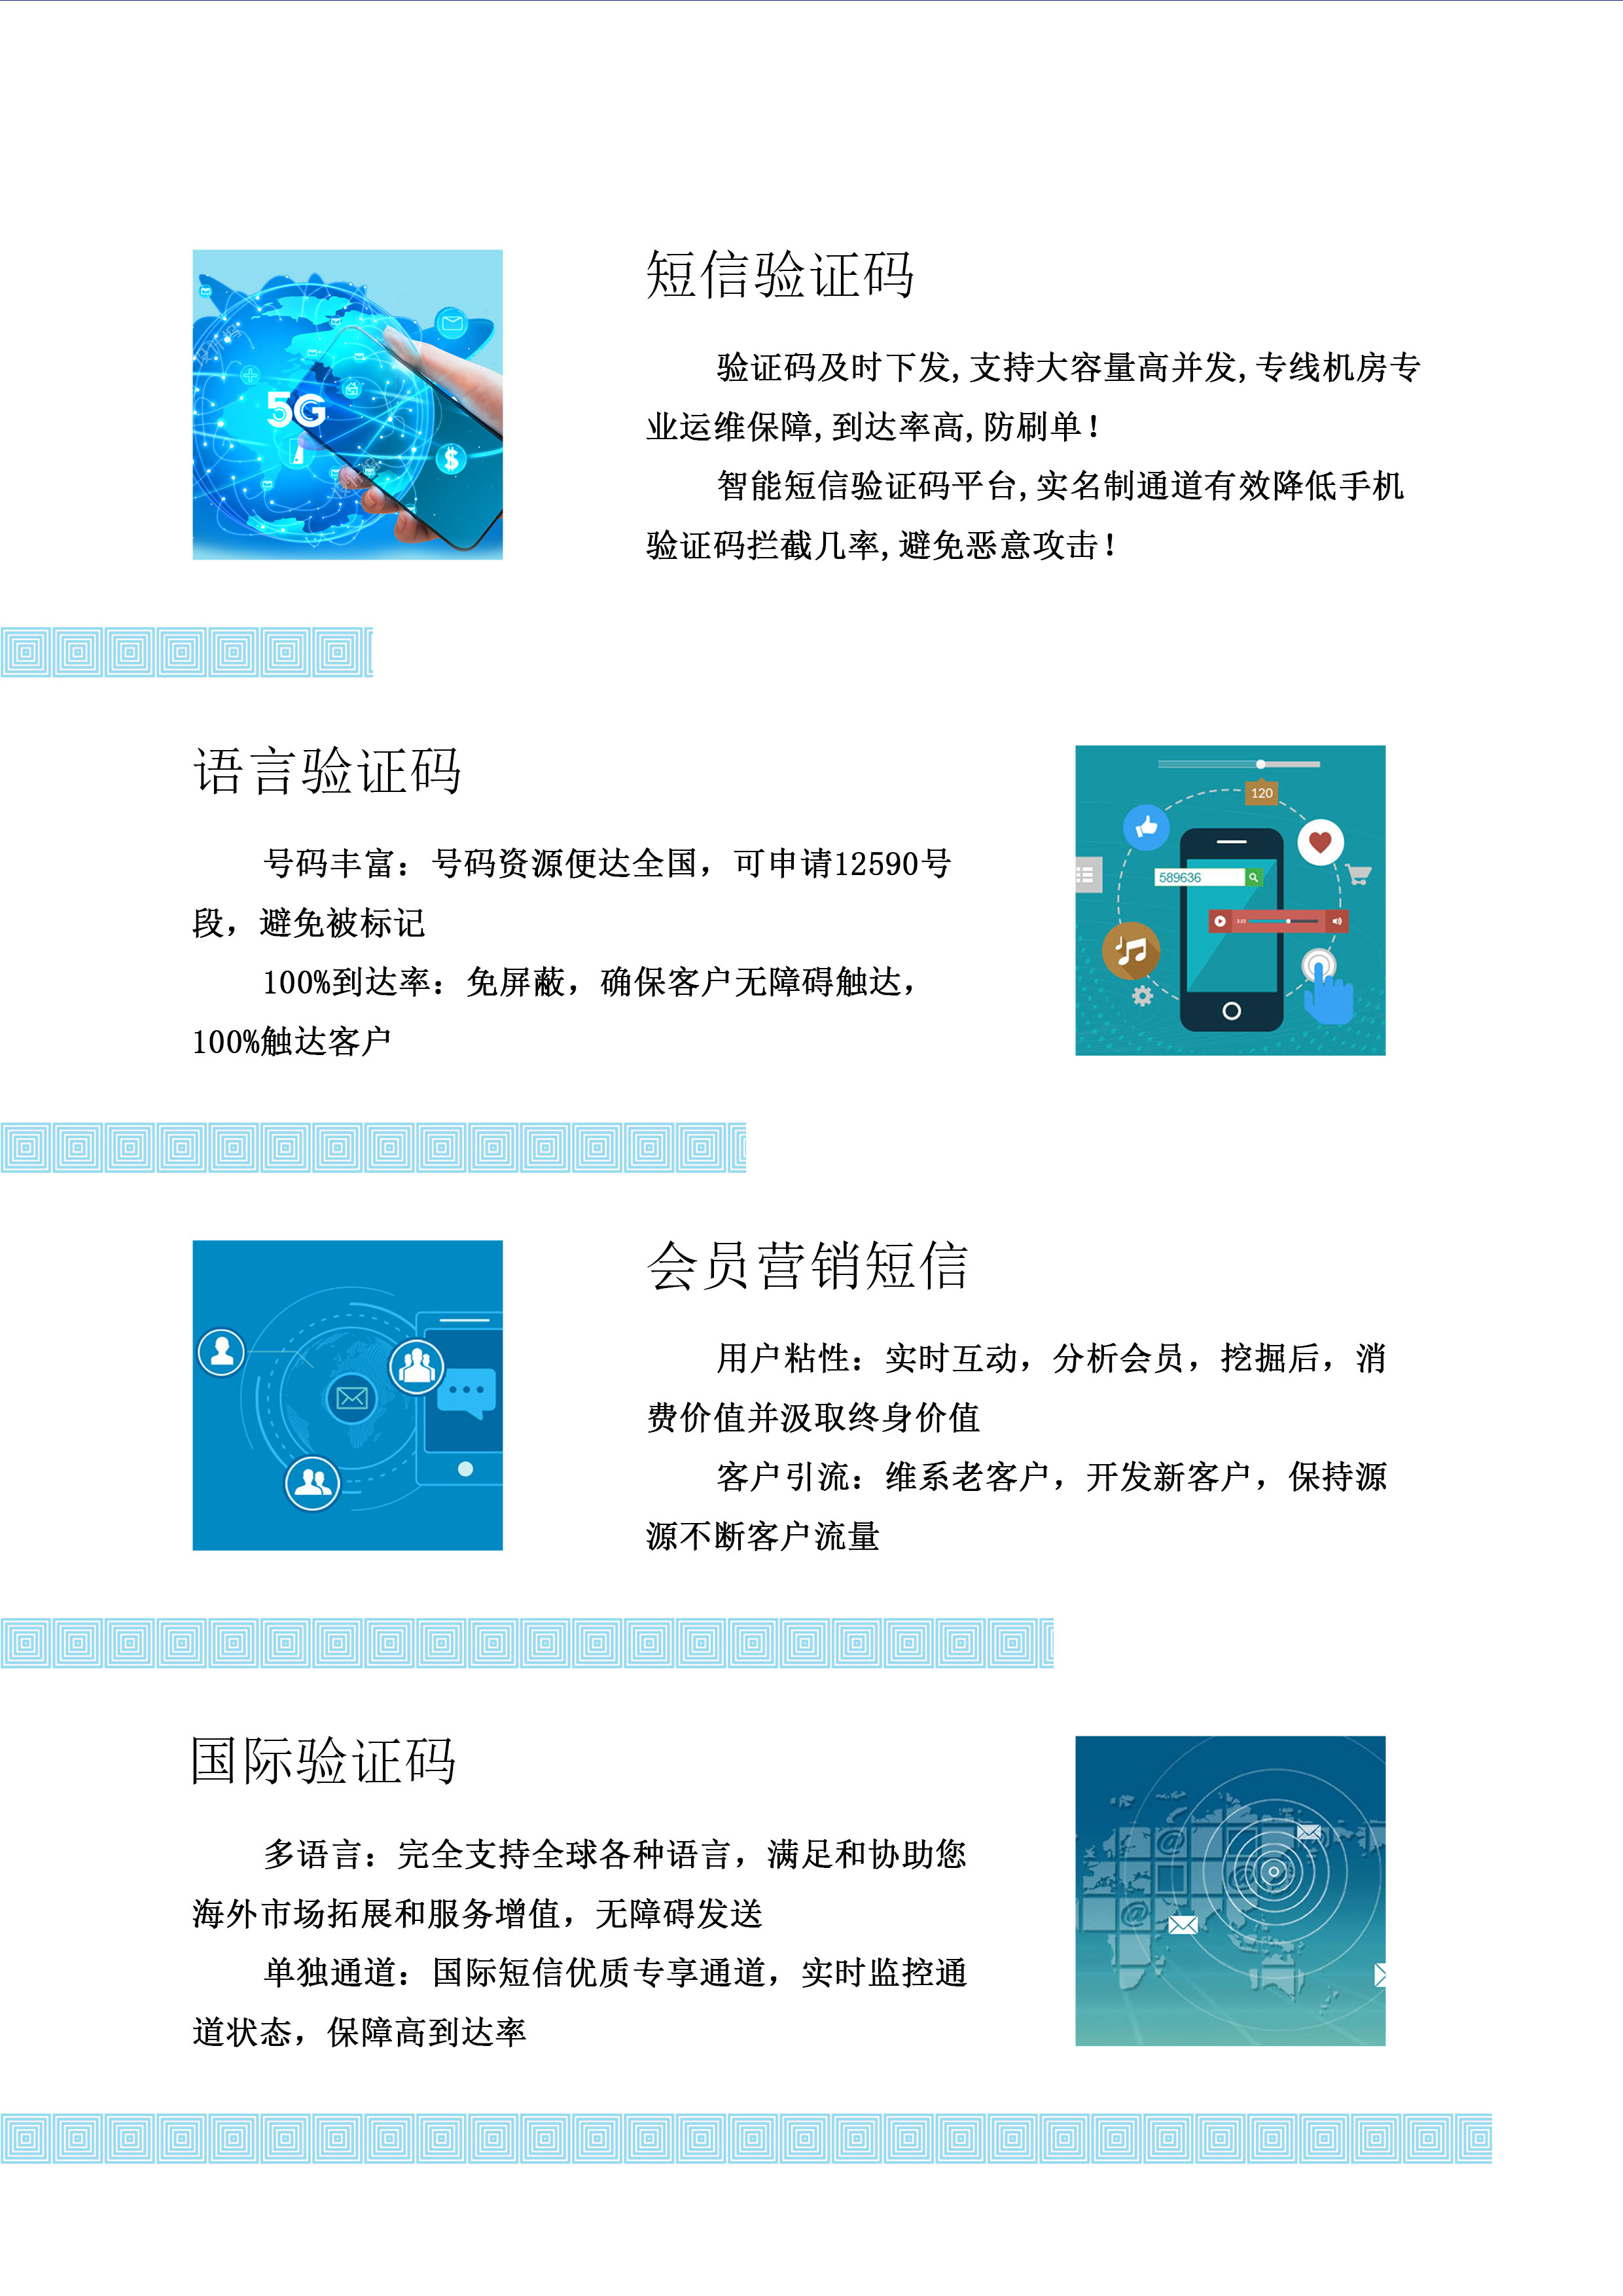 短信验证码
验证码及时下发,支持大容量高并发,专线机房专
业运维保障,到达率高,防刷单!
智能短信验证码平台,实名制通道有效降低手机
验证码拦截几率,避免恶意攻击!
5G
语言验证码
号码丰富：号码资源便达全国，可申请12590号
段，避免被标记
100%到达率：免屏蔽，确保客户无障碍触达，
100%触达客户
120
589636
会员营销短信
用户粘性：实时互动，分析会员，挖掘后，消
费价值并汲取终身价值
客户引流：维系老客户，开发新客户，保持源
源不断客户流量
国际验证码
多语言：完全支持全球各种语言，满足和协助您
海外市场拓展和服务增值，无障碍发送
单独通道：国际短信优质专享通道，实时监控通
道状态，保障高到达率